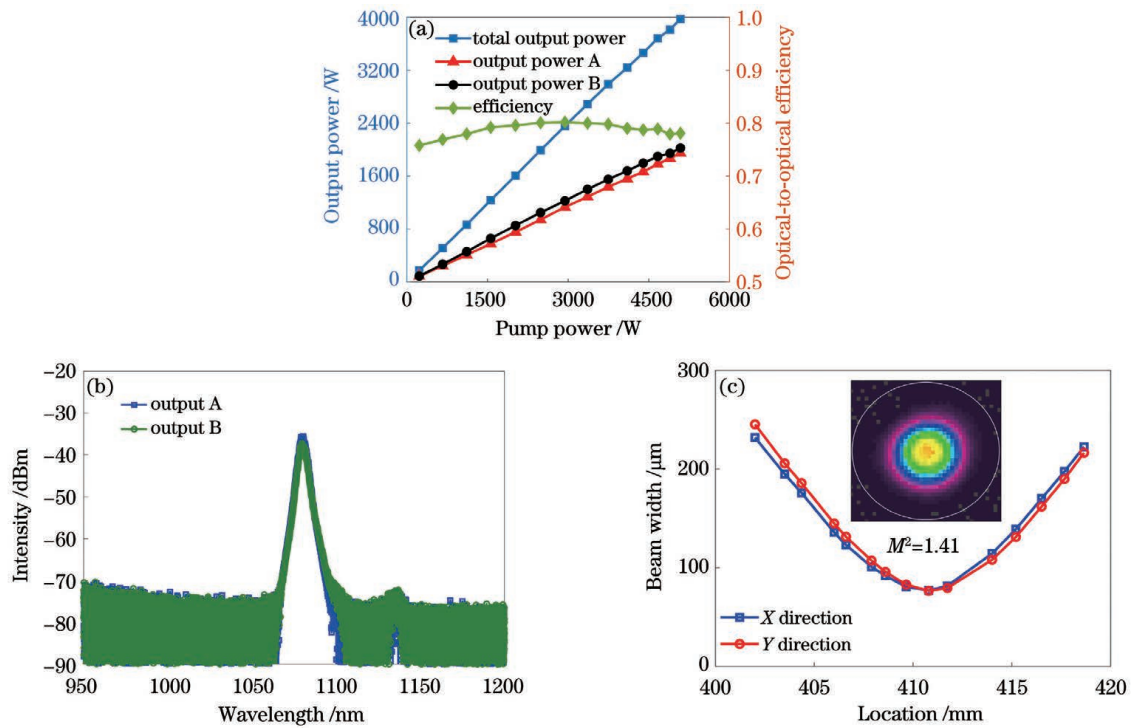 (a)
total output power
output power A
output power B
efficiency
4000
3200
2400
1600
800
0
Output power /W
1.0
0.9
0.8
0.7
0.6
0.5
Optical-to-optical efficiency
0 1500 3000 4500 6000
Pump power /W
(b)
output A
output B
−20
−30
−40
−50
−60
−70
−80
−90
Intensity /dBm
950 1000 1050 1100 1150 1200
Wavelength /nm
(c)
M²=1.41
X direction
Y direction
300
200
100
0
Beam width /μm
400 405 410 415 420
Location /mm